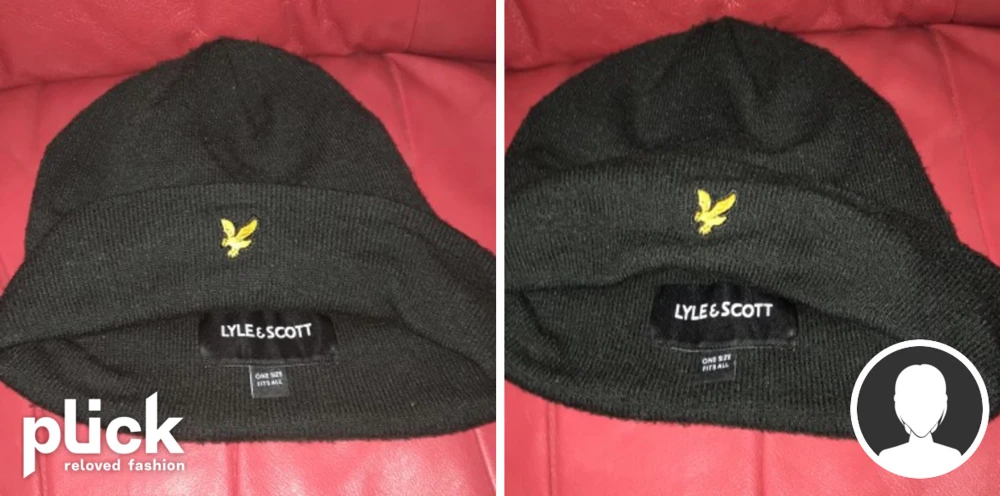 LYLE & SCOTT
ONE SIZE
FITS ALL
plick
reloved fashion
LYLE & SCOTT
ONE SIZE
FITS ALL